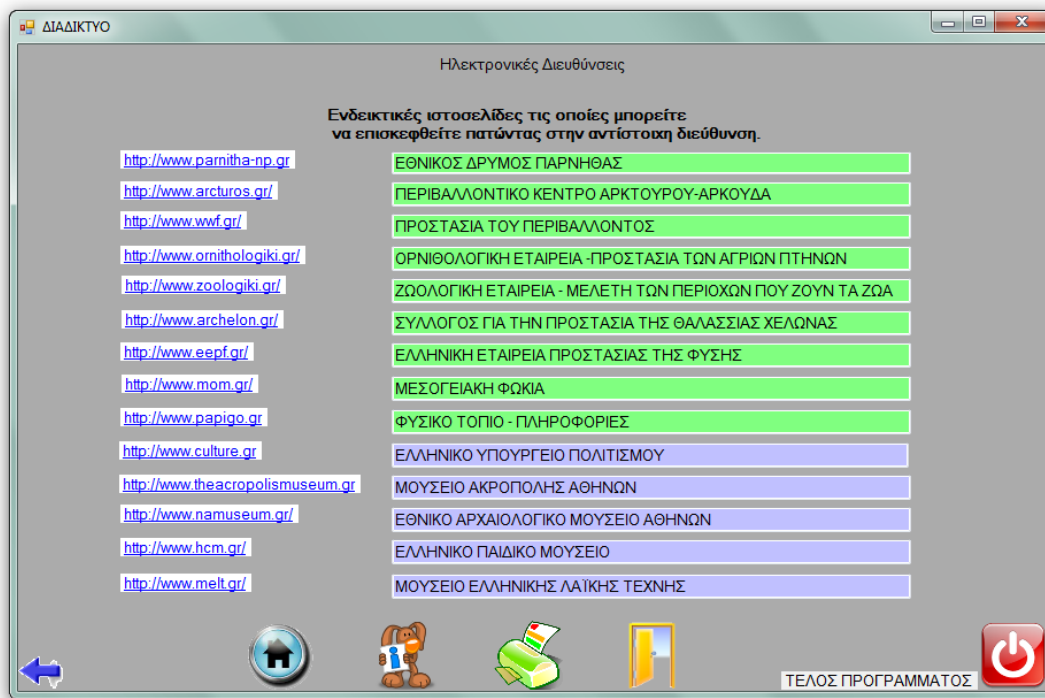 ΔΙΑΔΙΚΤΥΟ
Ηλεκτρονικές Διευθύνσεις
Ενδεικτικές ιστοσελίδες τις οποίες μπορείτε
να επισκεφθείτε πατώντας στην αντίστοιχη διεύθυνση.
http://www.parnitha-np.gr ΕΘΝΙΚΟΣ ΔΡΥΜΟΣ ΠΑΡΝΗΘΑΣ
http://www.arcturos.gr/ ΠΕΡΙΒΑΛΛΟΝΤΙΚΟ ΚΕΝΤΡΟ ΑΡΚΤΟΥΡΟΥ-ΑΡΚΟΥΔΑ
http://www.wwf.gr/ ΠΡΟΣΤΑΣΙΑ ΤΟΥ ΠΕΡΙΒΑΛΛΟΝΤΟΣ
http://www.ornithologiki.gr/ ΟΡΝΙΘΟΛΟΓΙΚΗ ΕΤΑΙΡΕΙΑ -ΠΡΟΣΤΑΣΙΑ ΤΩΝ ΑΓΡΙΩΝ ΠΤΗΝΩΝ
http://www.zoologiki.gr/ ΖΩΟΛΟΓΙΚΗ ΕΤΑΙΡΕΙΑ - ΜΕΛΕΤΗ ΤΩΝ ΠΕΡΙΟΧΩΝ ΠΟΥ ΖΟΥΝ ΤΑ ΖΩΑ
http://www.archelon.gr/ ΣΥΛΛΟΓΟΣ ΓΙΑ ΤΗΝ ΠΡΟΣΤΑΣΙΑ ΤΗΣ ΘΑΛΑΣΣΙΑΣ ΧΕΛΩΝΑΣ
http://www.eepf.gr/ ΕΛΛΗΝΙΚΗ ΕΤΑΙΡΕΙΑ ΠΡΟΣΤΑΣΙΑΣ ΤΗΣ ΦΥΣΗΣ
http://www.mom.gr/ ΜΕΣΟΓΕΙΑΚΗ ΦΩΚΙΑ
http://www.papigo.gr ΦΥΣΙΚΟ ΤΟΠΙΟ - ΠΛΗΡΟΦΟΡΙΕΣ
http://www.culture.gr ΕΛΛΗΝΙΚΟ ΥΠΟΥΡΓΕΙΟ ΠΟΛΙΤΙΣΜΟΥ
http://www.theacropolismuseum.gr ΜΟΥΣΕΙΟ ΑΚΡΟΠΟΛΗΣ ΑΘΗΝΩΝ
http://www.namuseum.gr/ ΕΘΝΙΚΟ ΑΡΧΑΙΟΛΟΓΙΚΟ ΜΟΥΣΕΙΟ ΑΘΗΝΩΝ
http://www.hcm.gr/ ΕΛΛΗΝΙΚΟ ΠΑΙΔΙΚΟ ΜΟΥΣΕΙΟ
http://www.melt.gr/ ΜΟΥΣΕΙΟ ΕΛΛΗΝΙΚΗΣ ΛΑΪΚΗΣ ΤΕΧΝΗΣ
i
ΤΕΛΟΣ ΠΡΟΓΡΑΜΜΑΤΟΣ